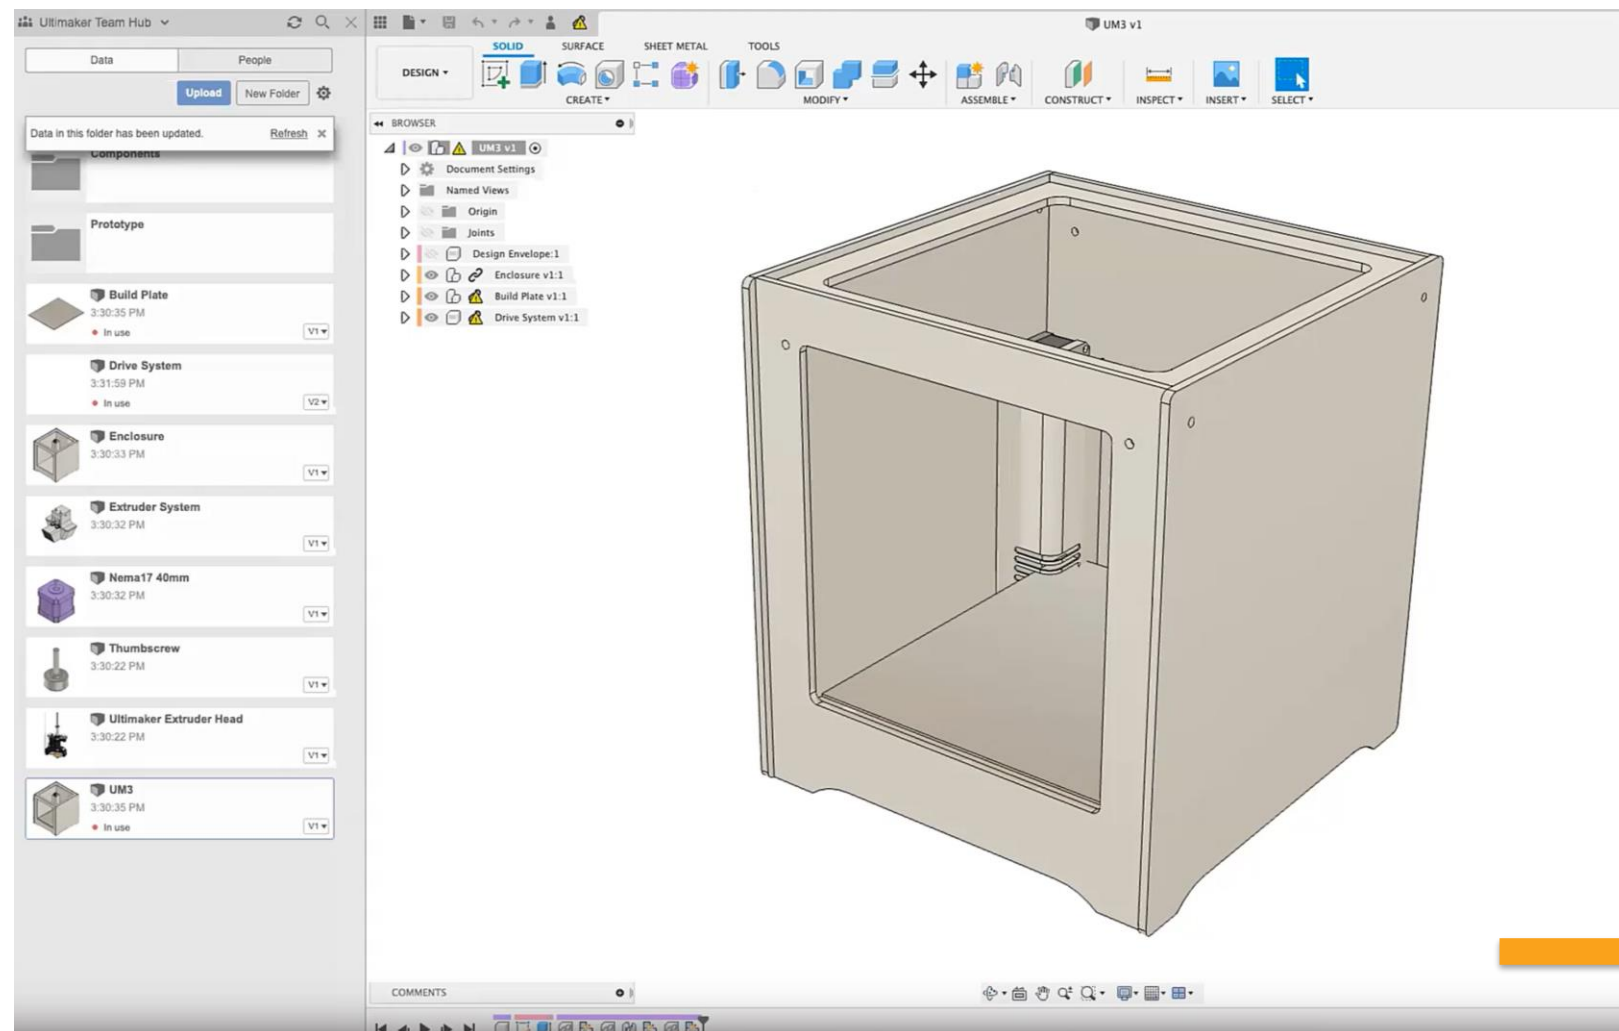 Ultimaker Team Hub
UM3 v1
Data
People
Upload
New Folder
Data in this folder has been updated.
Refresh
Components
Prototype
Build Plate
3:30:35 PM
In use
V1
Drive System
3:31:59 PM
In use
V2
Enclosure
3:30:33 PM
V1
Extruder System
3:30:32 PM
V1
Nema17 40mm
3:30:32 PM
V1
Thumbscrew
3:30:22 PM
V1
Ultimaker Extruder Head
3:30:22 PM
V1
UM3
3:30:35 PM
In use
V1
DESIGN
SOLID SURFACE SHEET METAL TOOLS
CREATE MODIFY ASSEMBLE CONSTRUCT INSPECT INSERT SELECT
BROWSER
UM3 v1
Document Settings
Named Views
Origin
Joints
Design Envelope:1
Enclosure v1:1
Build Plate v1:1
Drive System v1:1
COMMENTS